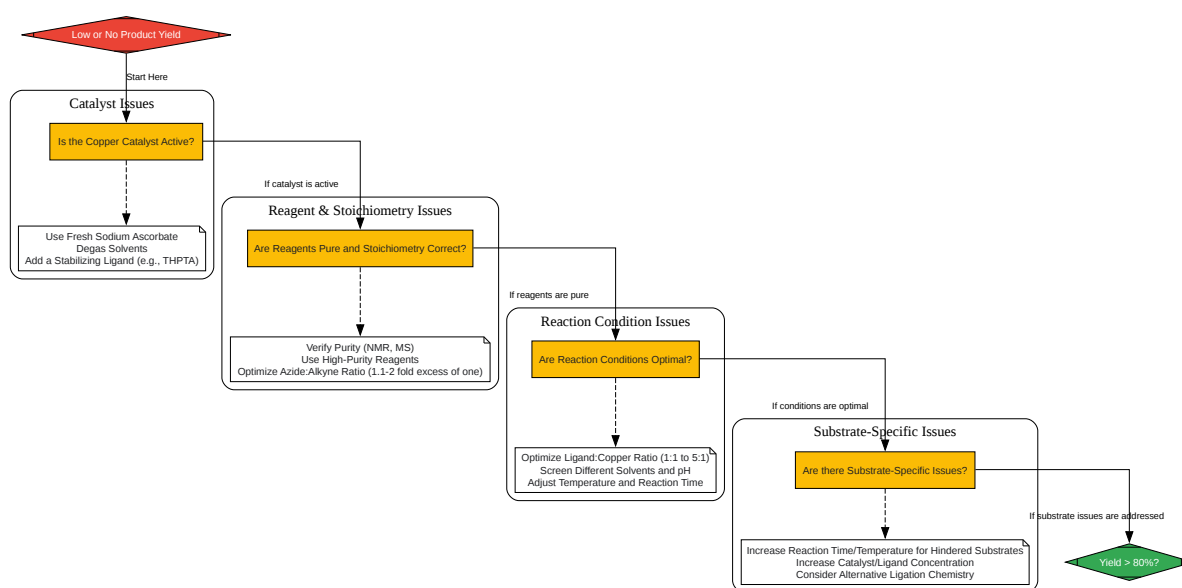 Low or No Product Yield
Start Here
Catalyst Issues
Is the Copper Catalyst Active?
Use Fresh Sodium Ascorbate
Degas Solvents
Add a Stabilizing Ligand (e.g., THPTA)
If catalyst is active
Reagent & Stoichiometry Issues
Are Reagents Pure and Stoichiometry Correct?
Verify Purity (NMR, MS)
Use High-Purity Reagents
Optimize Azide:Alkyne Ratio (1.1-2 fold excess of one)
If reagents are pure
Reaction Condition Issues
Are Reaction Conditions Optimal?
Optimize Ligand:Copper Ratio (1:1 to 5:1)
Screen Different Solvents and pH
Adjust Temperature and Reaction Time
If conditions are optimal
Substrate-Specific Issues
Are there Substrate-Specific Issues?
Increase Reaction Time/Temperature for Hindered Substrates
Increase Catalyst/Ligand Concentration
Consider Alternative Ligation Chemistry
If substrate issues are addressed
Yield > 80%?